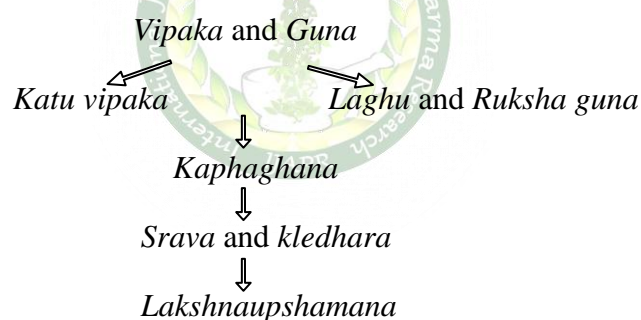 Vipaka and Guna
Katu vipaka Laghu and Ruksha guna
Kaphaghana
Srava and kledhara
Lakshnaupshamana